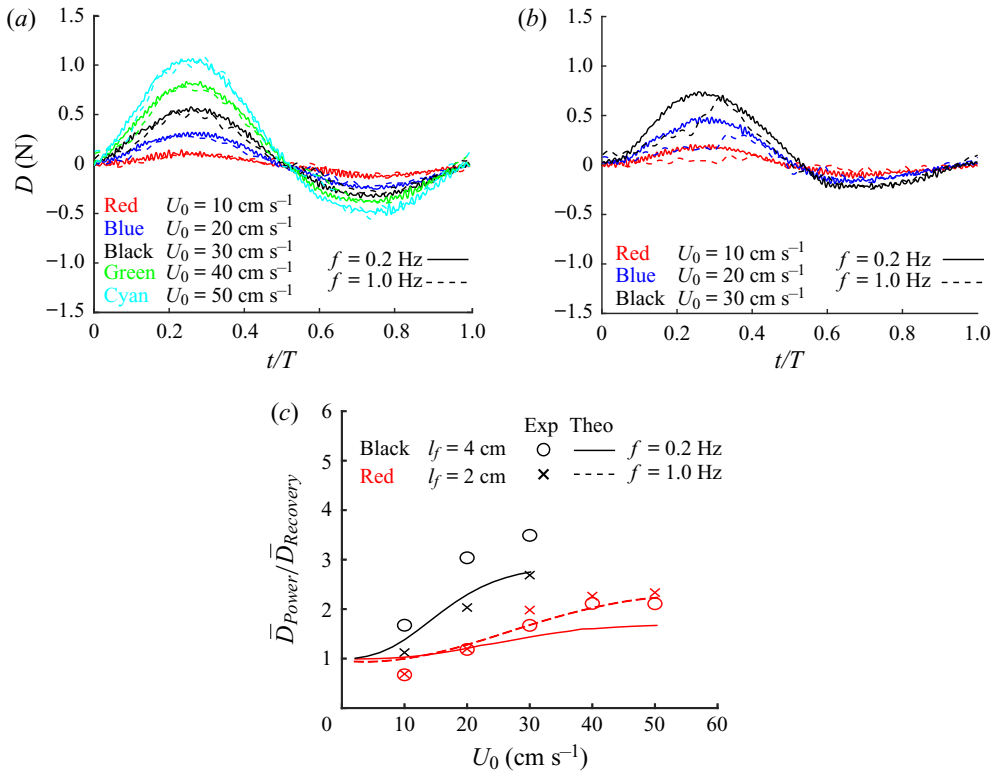 (a)
1.5
1.0
0.5
0
−0.5
−1.0
−1.5
D (N)
Red U0 = 10 cm s−1
Blue U0 = 20 cm s−1
Black U0 = 30 cm s−1
Green U0 = 40 cm s−1
Cyan U0 = 50 cm s−1
f = 0.2 Hz
f = 1.0 Hz
0 0.2 0.4 0.6 0.8 1.0
t/T
(b)
1.5
1.0
0.5
0
−0.5
−1.0
−1.5
Red U0 = 10 cm s−1
Blue U0 = 20 cm s−1
Black U0 = 30 cm s−1
f = 0.2 Hz
f = 1.0 Hz
0 0.2 0.4 0.6 0.8 1.0
t/T
(c)
6
5
4
3
2
1
D̅Power/D̅Recovery
Exp Theo
Black lf = 4 cm f = 0.2 Hz
Red lf = 2 cm f = 1.0 Hz
10 20 30 40 50 60
U0 (cm s−1)